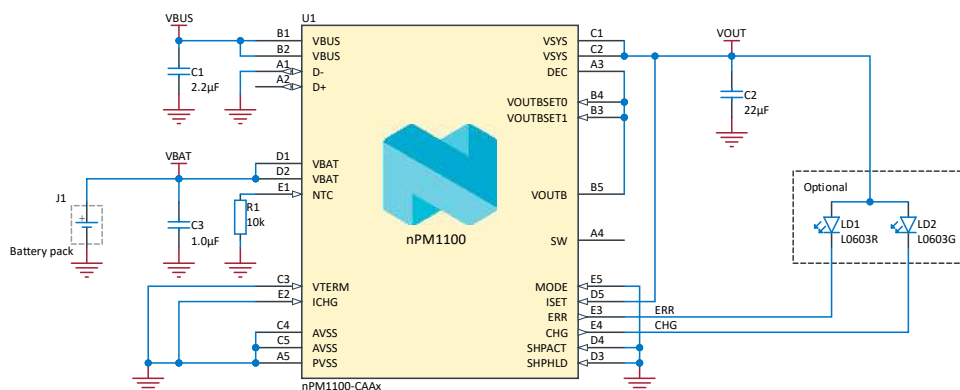 U1
VBUS
B1 VBUS
B2 VBUS
A1 D-
A2 D+
C1
2.2µF
VBAT
D1 VBAT
D2 VBAT
E1 NTC
J1
+
Battery pack
C3
1.0µF
R1
10k
C3 VTERM
E2 ICHG
C4 AVSS
C5 AVSS
A5 PVSS
nPM1100
nPM1100-CAAx
VSYS C1
VSYS C2
DEC A3
VOUTBSET0 B4
VOUTBSET1 B3
VOUTB B5
SW A4
MODE E5
ISET D5
ERR E3
CHG E4
SHPACT D4
SHPHLD D3
VOUT
C2
22µF
Optional
LD1
L0603R
LD2
L0603G
ERR
CHG